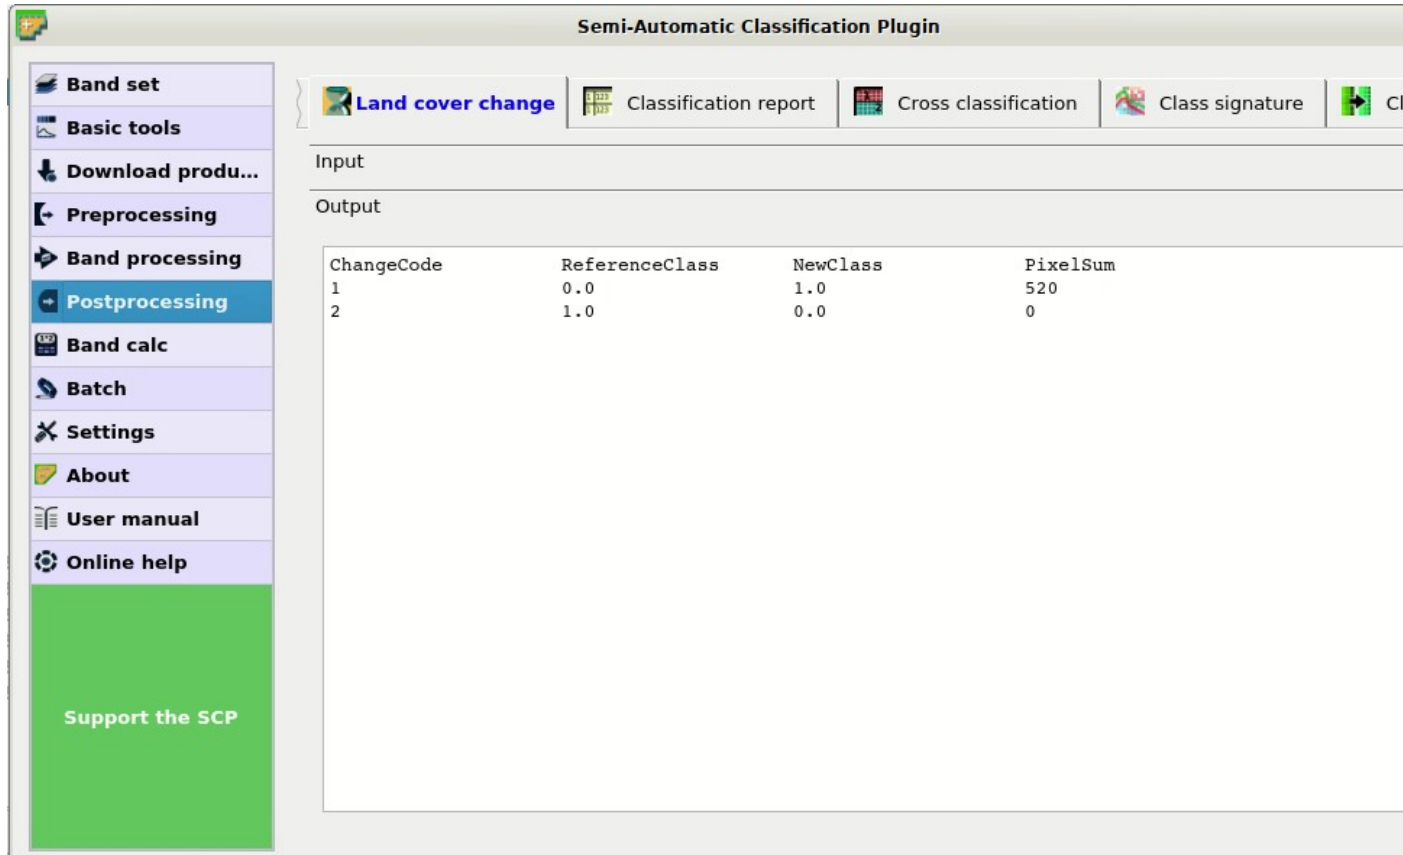 Semi-Automatic Classification Plugin
Band set
Basic tools
Download produ...
Preprocessing
Band processing
Postprocessing
Band calc
Batch
Settings
About
User manual
Online help
Support the SCP
Land cover change Classification report Cross classification Class signature Cl
Input
Output
ChangeCode ReferenceClass NewClass PixelSum
1 0.0 1.0 520
2 1.0 0.0 0